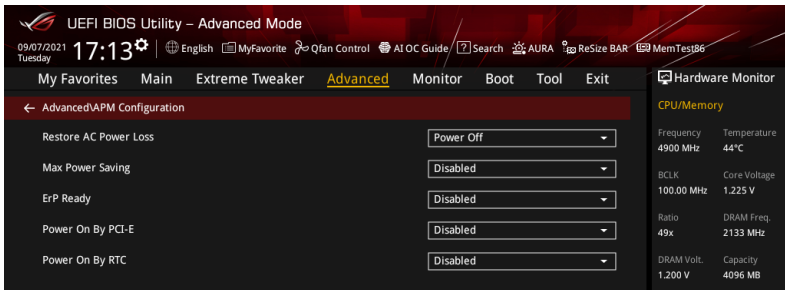 UEFI BIOS Utility – Advanced Mode
09/07/2021 Tuesday 17:13 English MyFavorite Qfan Control AI OC Guide ? Search AURA ReSize BAR MemTest86
My Favorites Main Extreme Tweaker Advanced Monitor Boot Tool Exit
← Advanced\APM Configuration
Restore AC Power Loss Power Off
Max Power Saving Disabled
ErP Ready Disabled
Power On By PCI-E Disabled
Power On By RTC Disabled
Hardware Monitor
CPU/Memory
Frequency Temperature
4900 MHz 44°C
BCLK Core Voltage
100.00 MHz 1.225 V
Ratio DRAM Freq.
49x 2133 MHz
DRAM Volt. Capacity
1.200 V 4096 MB